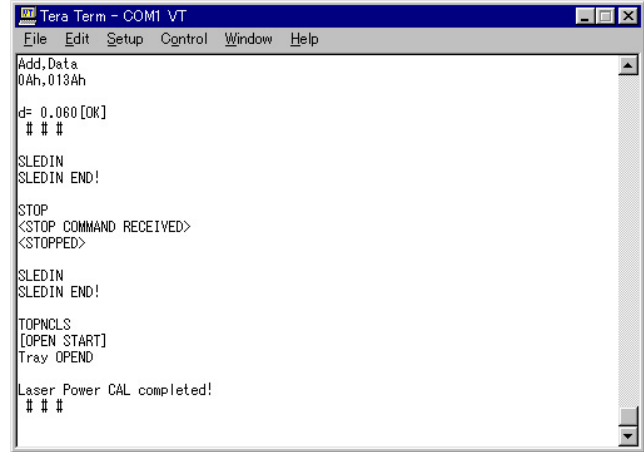 Tera Term - COM1 VT
File Edit Setup Control Window Help
Add,Data
0Ah,013Ah
d= 0.060[OK]
# # #
SLEDIN
SLEDIN END!
STOP
<STOP COMMAND RECEIVED>
<STOPPED>
SLEDIN
SLEDIN END!
TOPNCLS
[OPEN START]
Tray OPEND
Laser Power CAL completed!
# # #